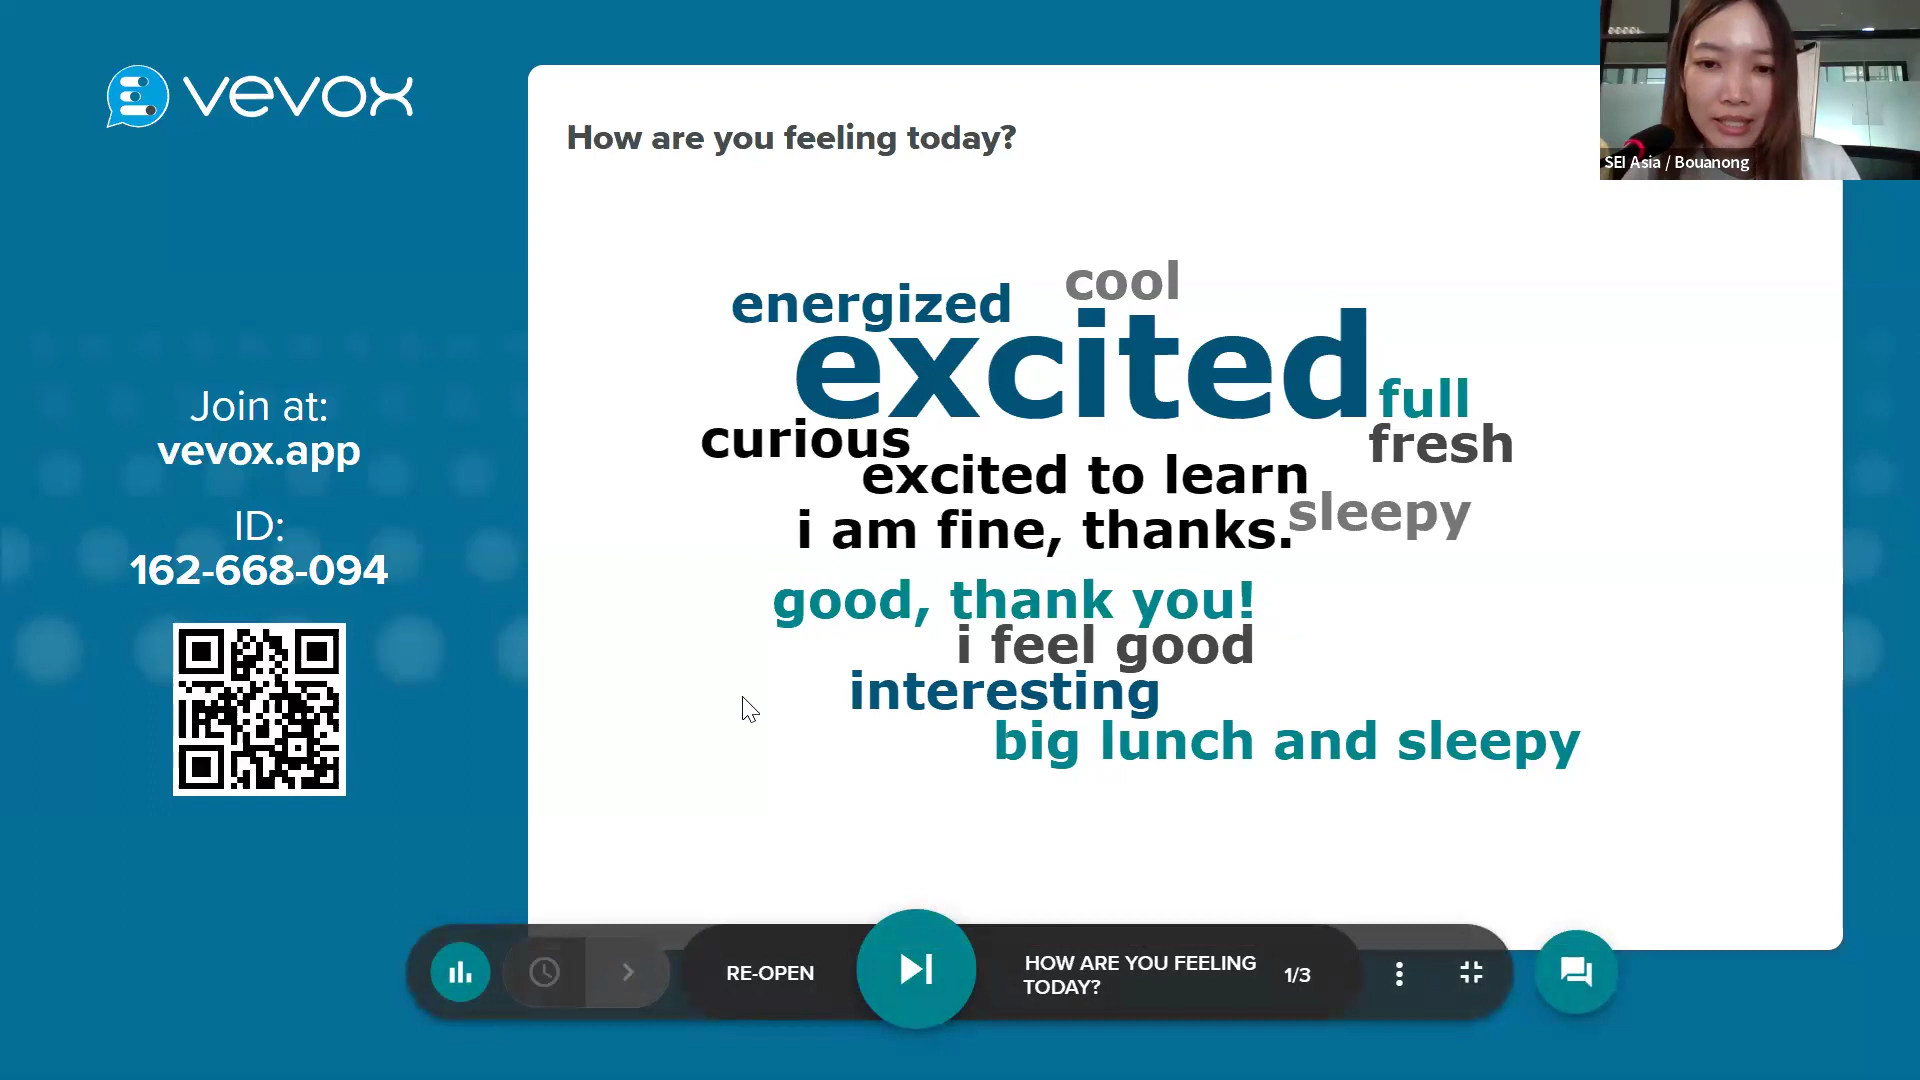 vevox
How are you feeling today?
SEI Asia / Bouanong
cool
energized
excited
full
curious
fresh
excited to learn
sleepy
i am fine, thanks.
good, thank you!
i feel good
interesting
big lunch and sleepy
Join at:
vevox.app
ID:
162-668-094
RE-OPEN
HOW ARE YOU FEELING
TODAY?
1/3